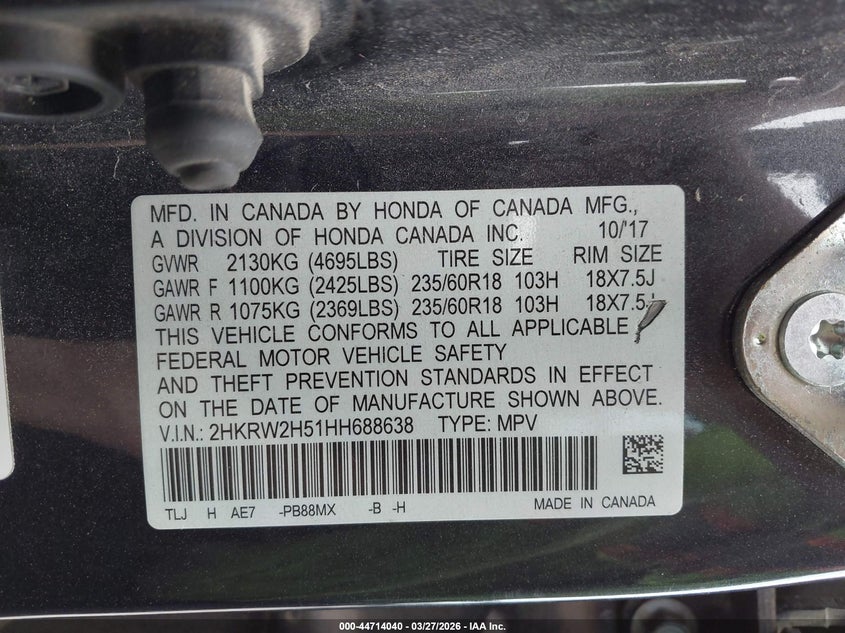 MFD. IN CANADA BY HONDA OF CANADA MFG.,
A DIVISION OF HONDA CANADA INC. 10/'17
GVWR 2130KG (4695LBS) TIRE SIZE RIM SIZE
GAWR F 1100KG (2425LBS) 235/60R18 103H 18X7.5J
GAWR R 1075KG (2369LBS) 235/60R18 103H 18X7.5J
THIS VEHICLE CONFORMS TO ALL APPLICABLE
FEDERAL MOTOR VEHICLE SAFETY
AND THEFT PREVENTION STANDARDS IN EFFECT
ON THE DATE OF MANUFACTURE SHOWN ABOVE.
V.I.N.: 2HKRW2H51HH688638 TYPE: MPV
TLJ H AE7 -PB88MX -B -H MADE IN CANADA
000-44714040 - 03/27/2026 - IAA Inc.